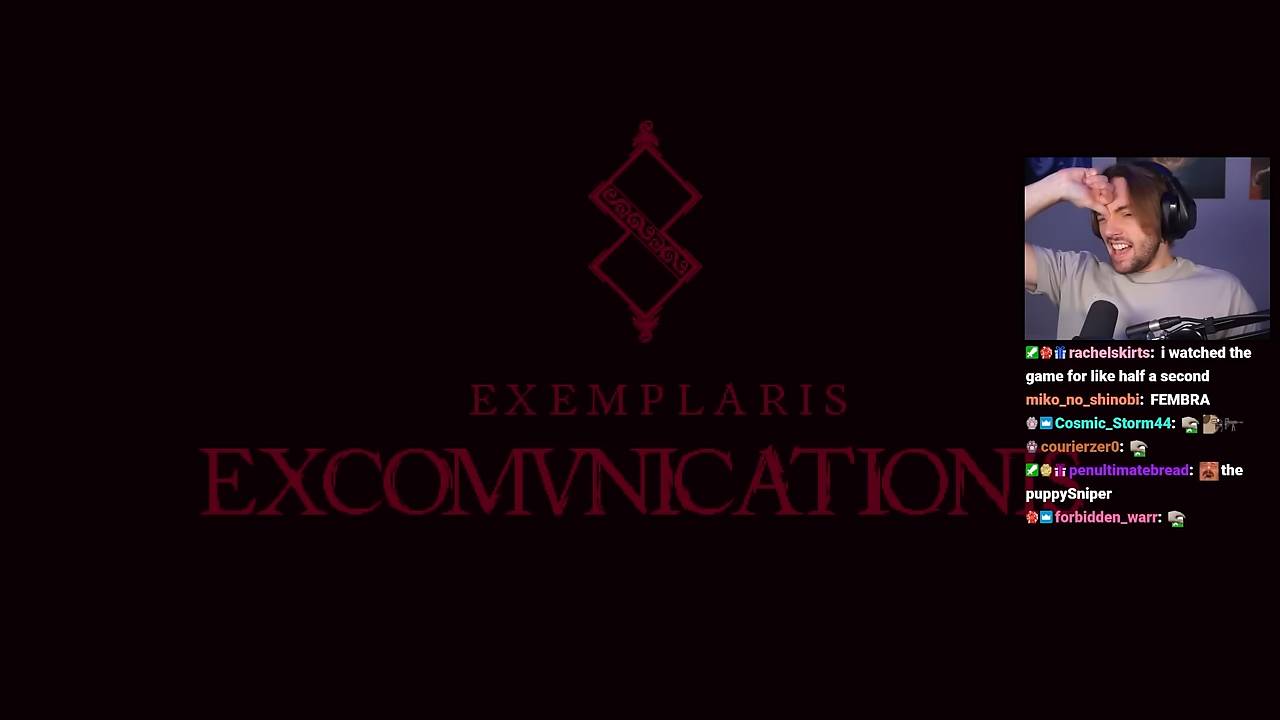 EXEMPLARIS
EXCOMVNICATIONIS
rachelskirts: i watched the
game for like half a second
miko_no_shinobi: FEMBRA
Cosmic_Storm44:
courierzer0:
penultimatebread: the
puppySniper
forbidden_warr: